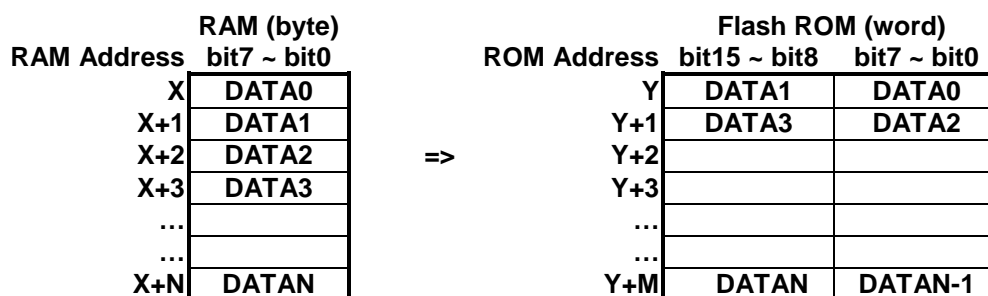 RAM (byte) Flash ROM (word)
RAM Address bit7 ~ bit0 ROM Address bit15 ~ bit8 bit7 ~ bit0
X DATA0 Y DATA1 DATA0
X+1 DATA1 Y+1 DATA3 DATA2
X+2 DATA2 => Y+2
X+3 DATA3 Y+3
… …
… …
X+N DATAN Y+M DATAN DATAN-1